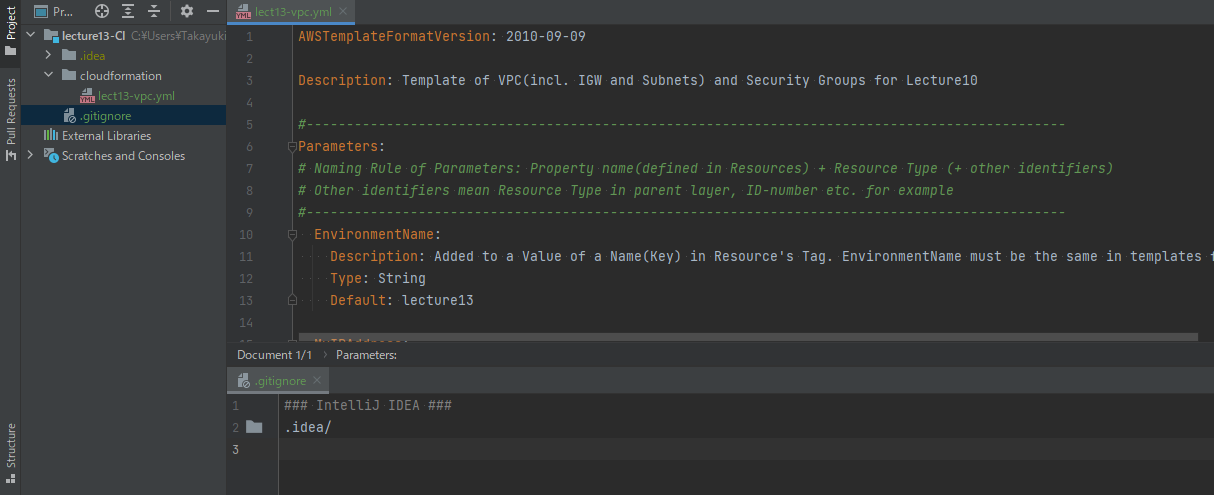 Project
Pull Requests
Structure
Pr...
lecture13-CI C:¥Users¥Takayuki
.idea
cloudformation
lect13-vpc.yml
.gitignore
External Libraries
Scratches and Consoles
lect13-vpc.yml
1 AWSTemplateFormatVersion: 2010-09-09
2
3 Description: Template of VPC(incl. IGW and Subnets) and Security Groups for Lecture10
4
5 #-----------------------------------------------------------------------------------------------
6 Parameters:
7 # Naming Rule of Parameters: Property name(defined in Resources) + Resource Type (+ other identifiers)
8 # Other identifiers mean Resource Type in parent layer, ID-number etc. for example
9 #-----------------------------------------------------------------------------------------------
10 EnvironmentName:
11 Description: Added to a Value of a Name(Key) in Resource's Tag. EnvironmentName must be the same in templates
12 Type: String
13 Default: lecture13
14
Document 1/1 › Parameters:
.gitignore
1 ### IntelliJ IDEA ###
2 .idea/
3